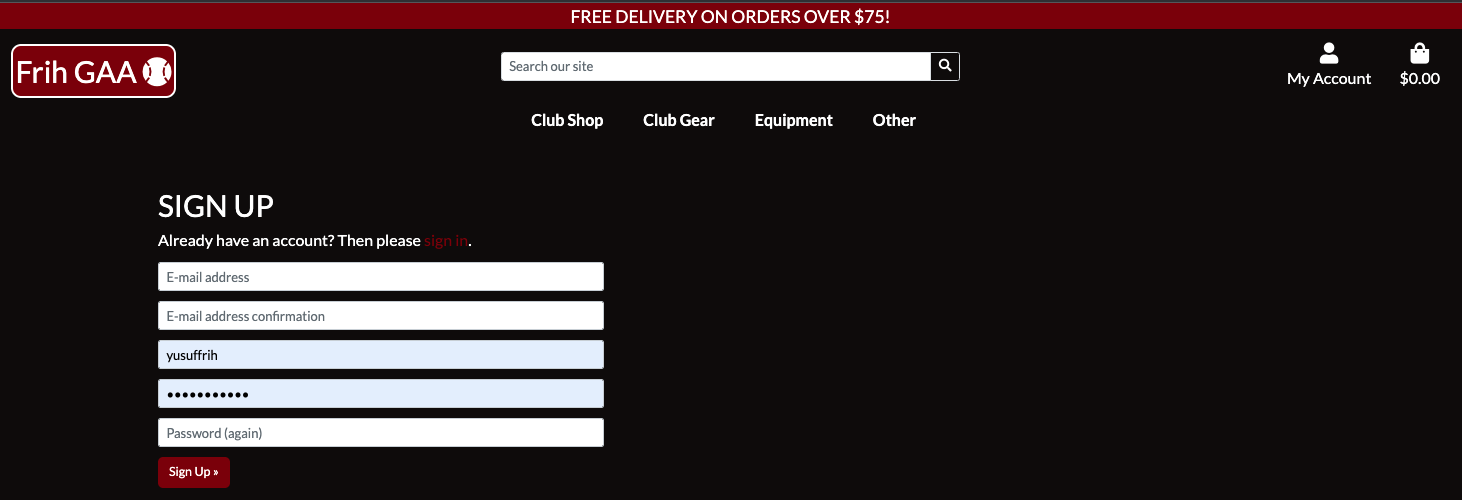 FREE DELIVERY ON ORDERS OVER $75!
Frih GAA
Search our site
My Account
$0.00
Club Shop Club Gear Equipment Other
SIGN UP
Already have an account? Then please sign in.
E-mail address
E-mail address confirmation
yusuffrih
•••••••••••
Password (again)
Sign Up »